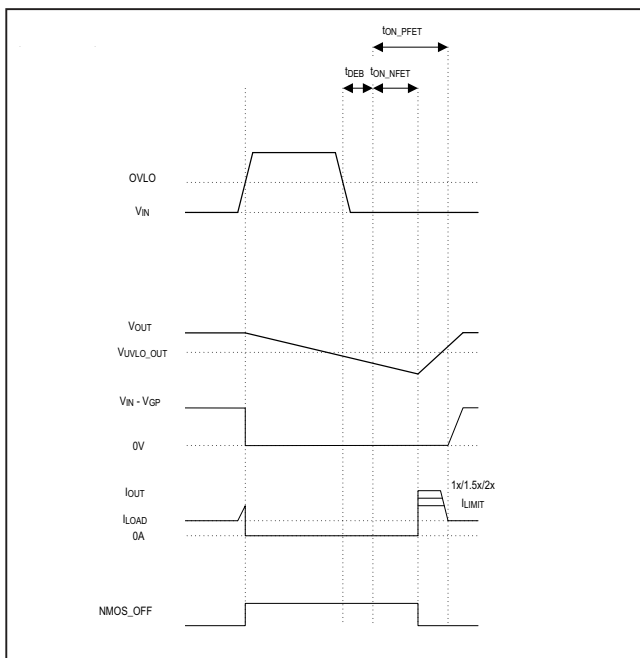 tON_PFET
tDEB tON_NFET
OVLO
VIN
VOUT
VUVLO_OUT
VIN - VGP
0V
IOUT
1x/1.5x/2x
ILIMIT
ILOAD
0A
NMOS_OFF